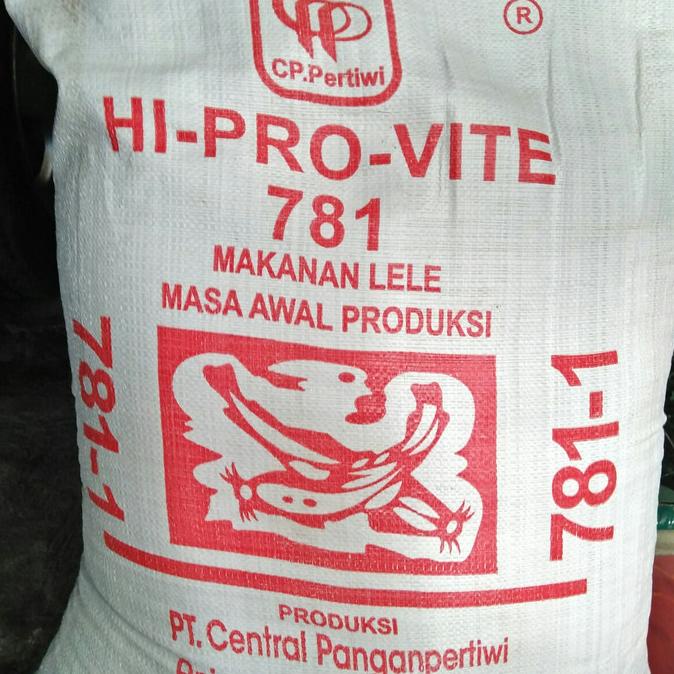 CP.Pertiwi
®
HI-PRO-VITE
781
MAKANAN LELE
MASA AWAL PRODUKSI
781-1
781-1
PRODUKSI
PT. Central Panganpertiwi